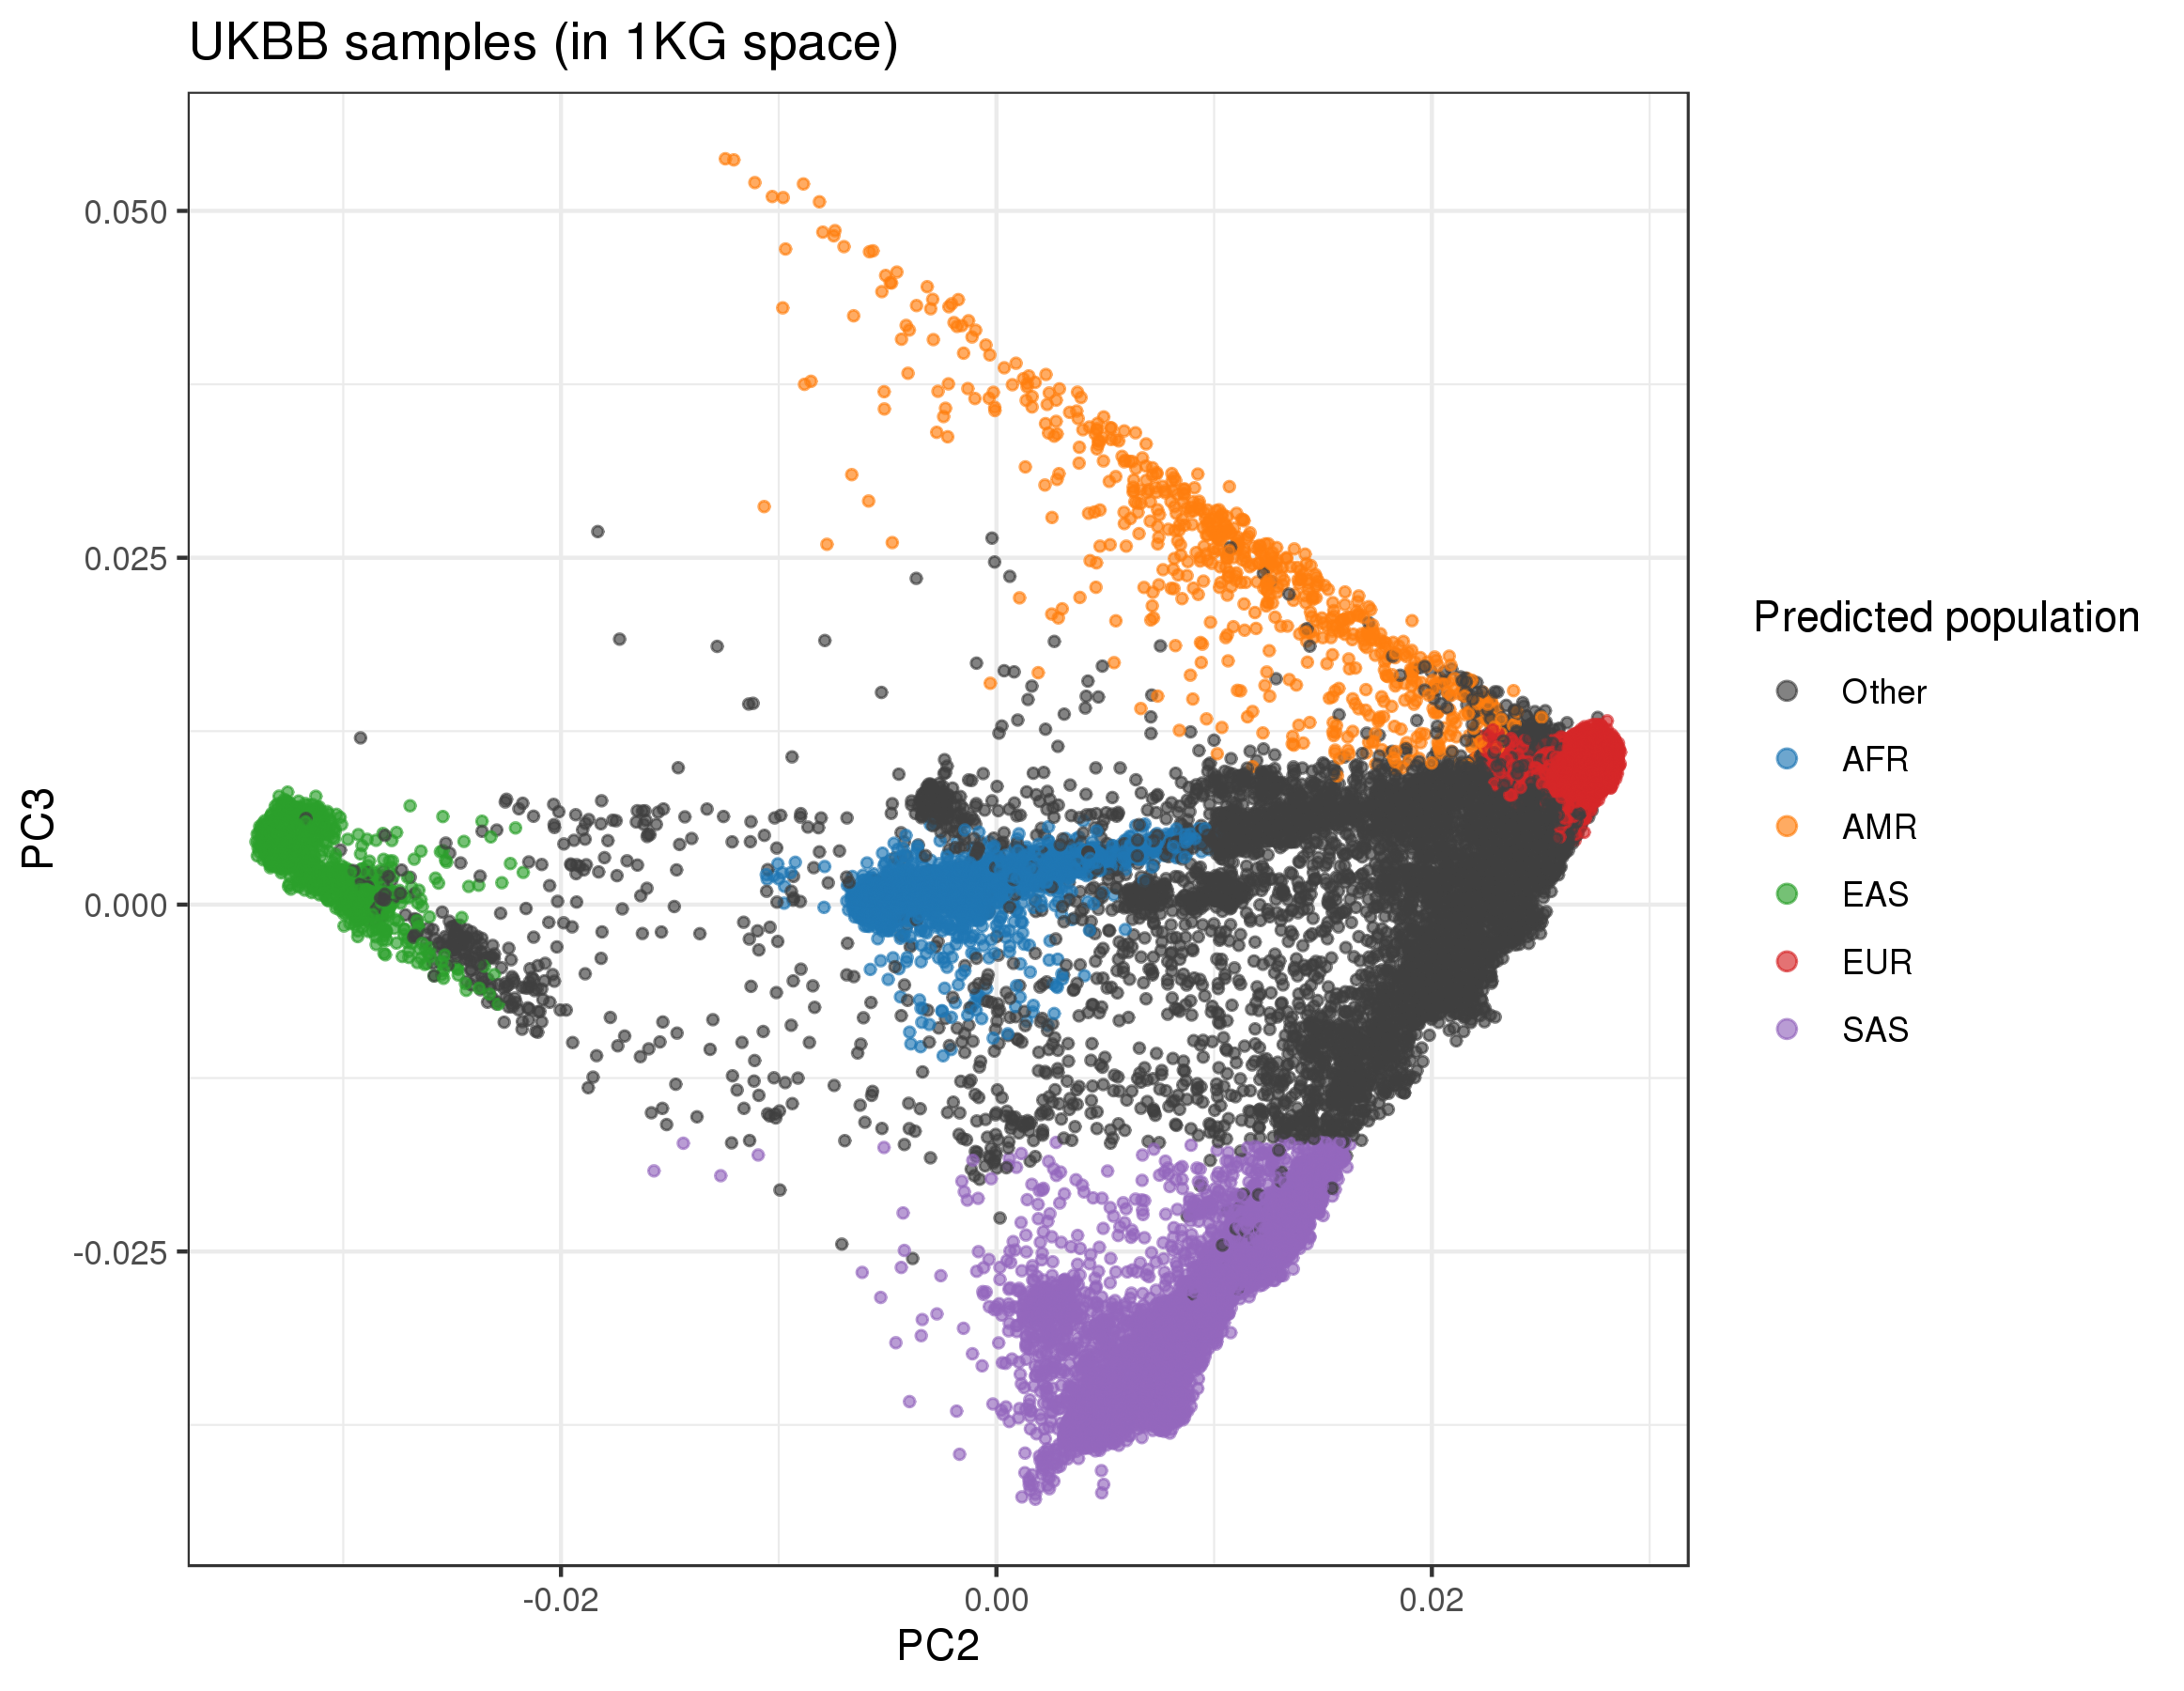 UKBB samples (in 1KG space)
PC3
0.050
0.025
0.000
-0.025
-0.02
0.00
0.02
PC2
Predicted population
Other
AFR
AMR
EAS
EUR
SAS